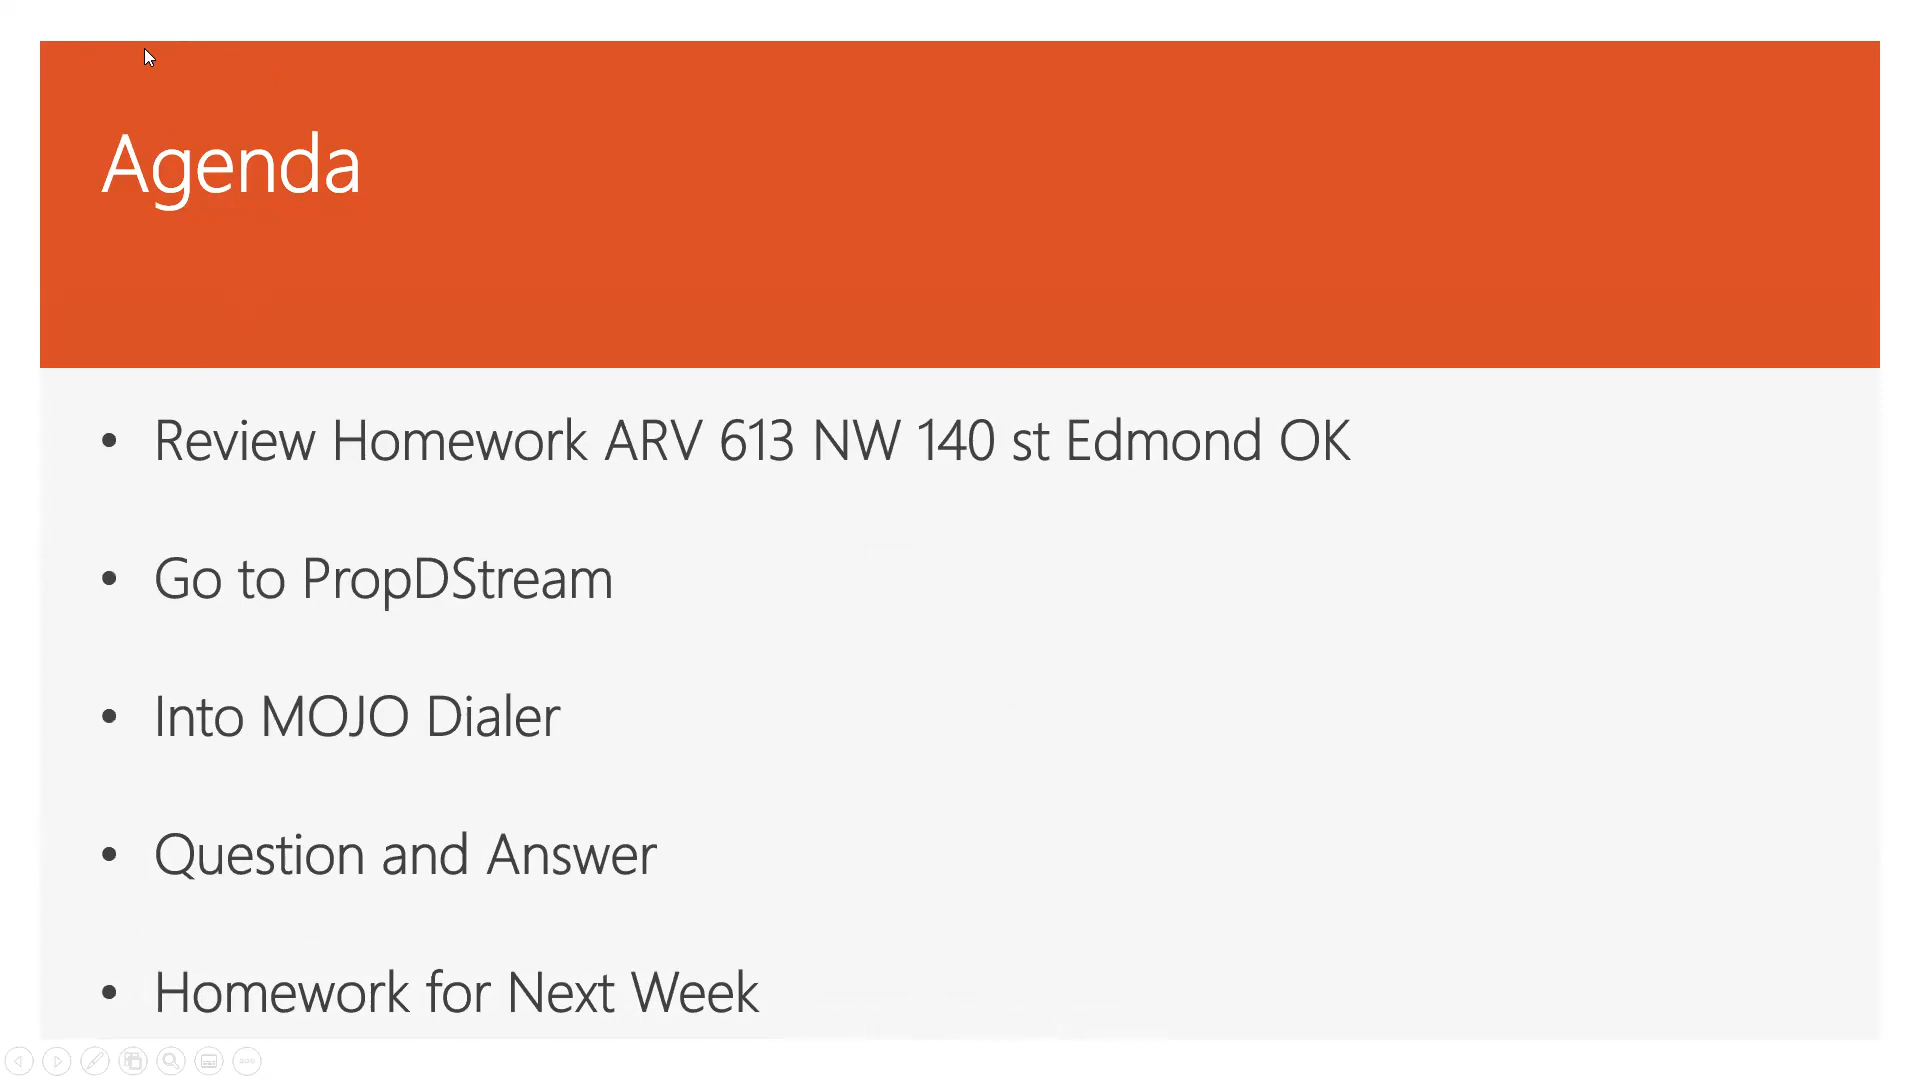 Agenda
• Review Homework ARV 613 NW 140 st Edmond OK
• Go to PropDStream
• Into MOJO Dialer
• Question and Answer
• Homework for Next Week